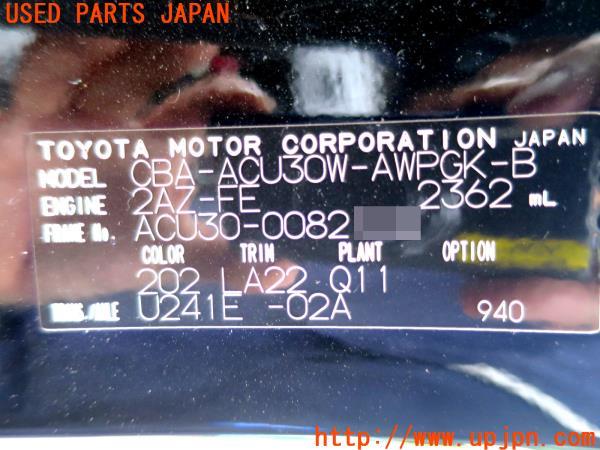 USED PARTS JAPAN
TOYOTA MOTOR CORPORATION JAPAN
MODEL CBA-ACU30W-AWPGK-B
ENGINE 2AZ-FE 2362 mL
FRAME No. ACU30-0082
COLOR TRIM PLANT OPTION
202 LA22 Q11
TRANS./AXLE U241E -02A 940
http://www.upjpn.com